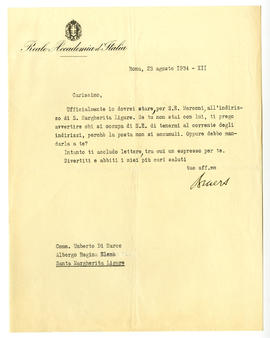 Reale Accademia d'Italia
Roma, 23 agosto 1934 - XII
Carissimo,
Ufficialmente io dovrei stare, per S.E. Marconi, all'indiriz-
zo di S. Margherita Ligure. Se tu non stai con lui, ti prego
avvertire chi si occupa di S.E. di tenermi al corrente degli
indirizzi, perchè la posta non si accumuli. Oppure debbo man-
darla a te?
Intanto ti accludo lettere, tra cui un espresso per te.
Divertiti e abbiti i miei più cari saluti
tuo aff.mo
Bruers
Comm. Umberto Di Marco
Albergo Regina Elena
Santa Margherita Ligure